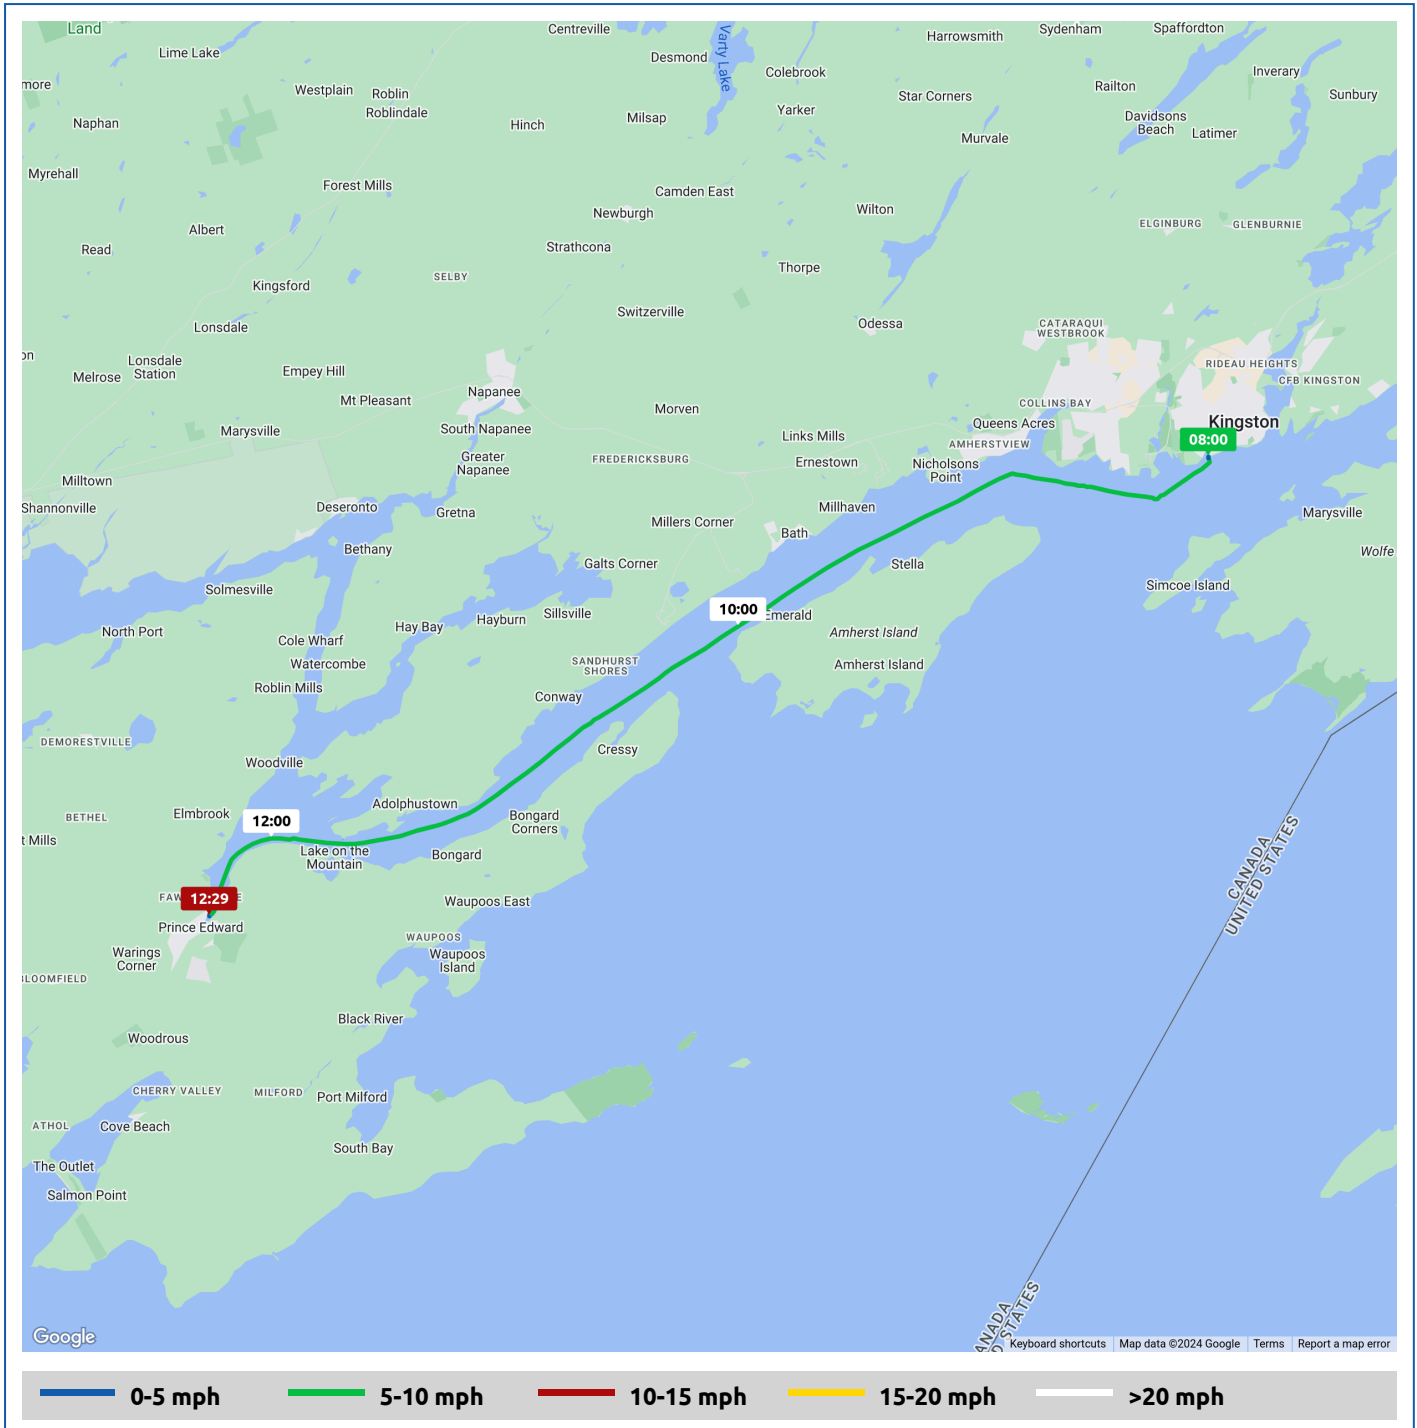 Land
Centreville
Varty Lake
Harrowsmith
Sydenham
Spaffordton
Lime Lake
Desmond
Colebrook
Inverary
more
Westplain
Roblin
Roblindale
Star Corners
Railton
Sunbury
Naphan
Hinch
Milsap
Yarker
Davidsons
Beach
Latimer
Murvale
Myrehall
Forest Mills
Camden East
Newburgh
Wilton
Albert
ELGINBURG
GLENBURNIE
Read
Strathcona
SELBY
Thorpe
Kingsford
Switzerville
Odessa
Lonsdale
CATARAQUI
WESTBROOK
on
Lonsdale
Station
Melrose
Empey Hill
RIDEAU HEIGHTS
CFB KINGSTON
Napanee
Mt Pleasant
COLLINS BAY
Morven
Queens Acres
Kingston
Marysville
South Napanee
Links Mills
AMHERSTVIEW
08:00
Greater
Napanee
FREDERICKSBURG
Ernestown
Nicholsons
Point
Milltown
Shannonville
Deseronto
Gretna
Millhaven
Marysville
Millers Corner
Bath
Bethany
Wolfe
Galts Corner
Stella
Solmesville
Simcoe Island
10:00
Emerald
Sillsville
Hayburn
Hay Bay
North Port
Cole Wharf
Amherst Island
Watercombe
SANDHURST
SHORES
Amherst Island
Roblin Mills
Conway
DEMORESTVILLE
Cressy
Woodville
Adolphustown
Elmbrook
BETHEL
12:00
Bongard
Corners
t Mills
Lake on the
Mountain
Bongard
CANADA
UNITED STATES
FAW
12:29
E
Waupoos East
Prince Edward
WAUPOOS
Warings
Corner
Waupoos
Island
BLOOMFIELD
Black River
Woodrous
CHERRY VALLEY
MILFORD
Port Milford
ATHOL
Cove Beach
South Bay
The Outlet
Salmon Point
ANADA
D STATES
Google
Keyboard shortcuts
Map data ©2024 Google
Terms
Report a map error
0-5 mph
5-10 mph
10-15 mph
15-20 mph
>20 mph